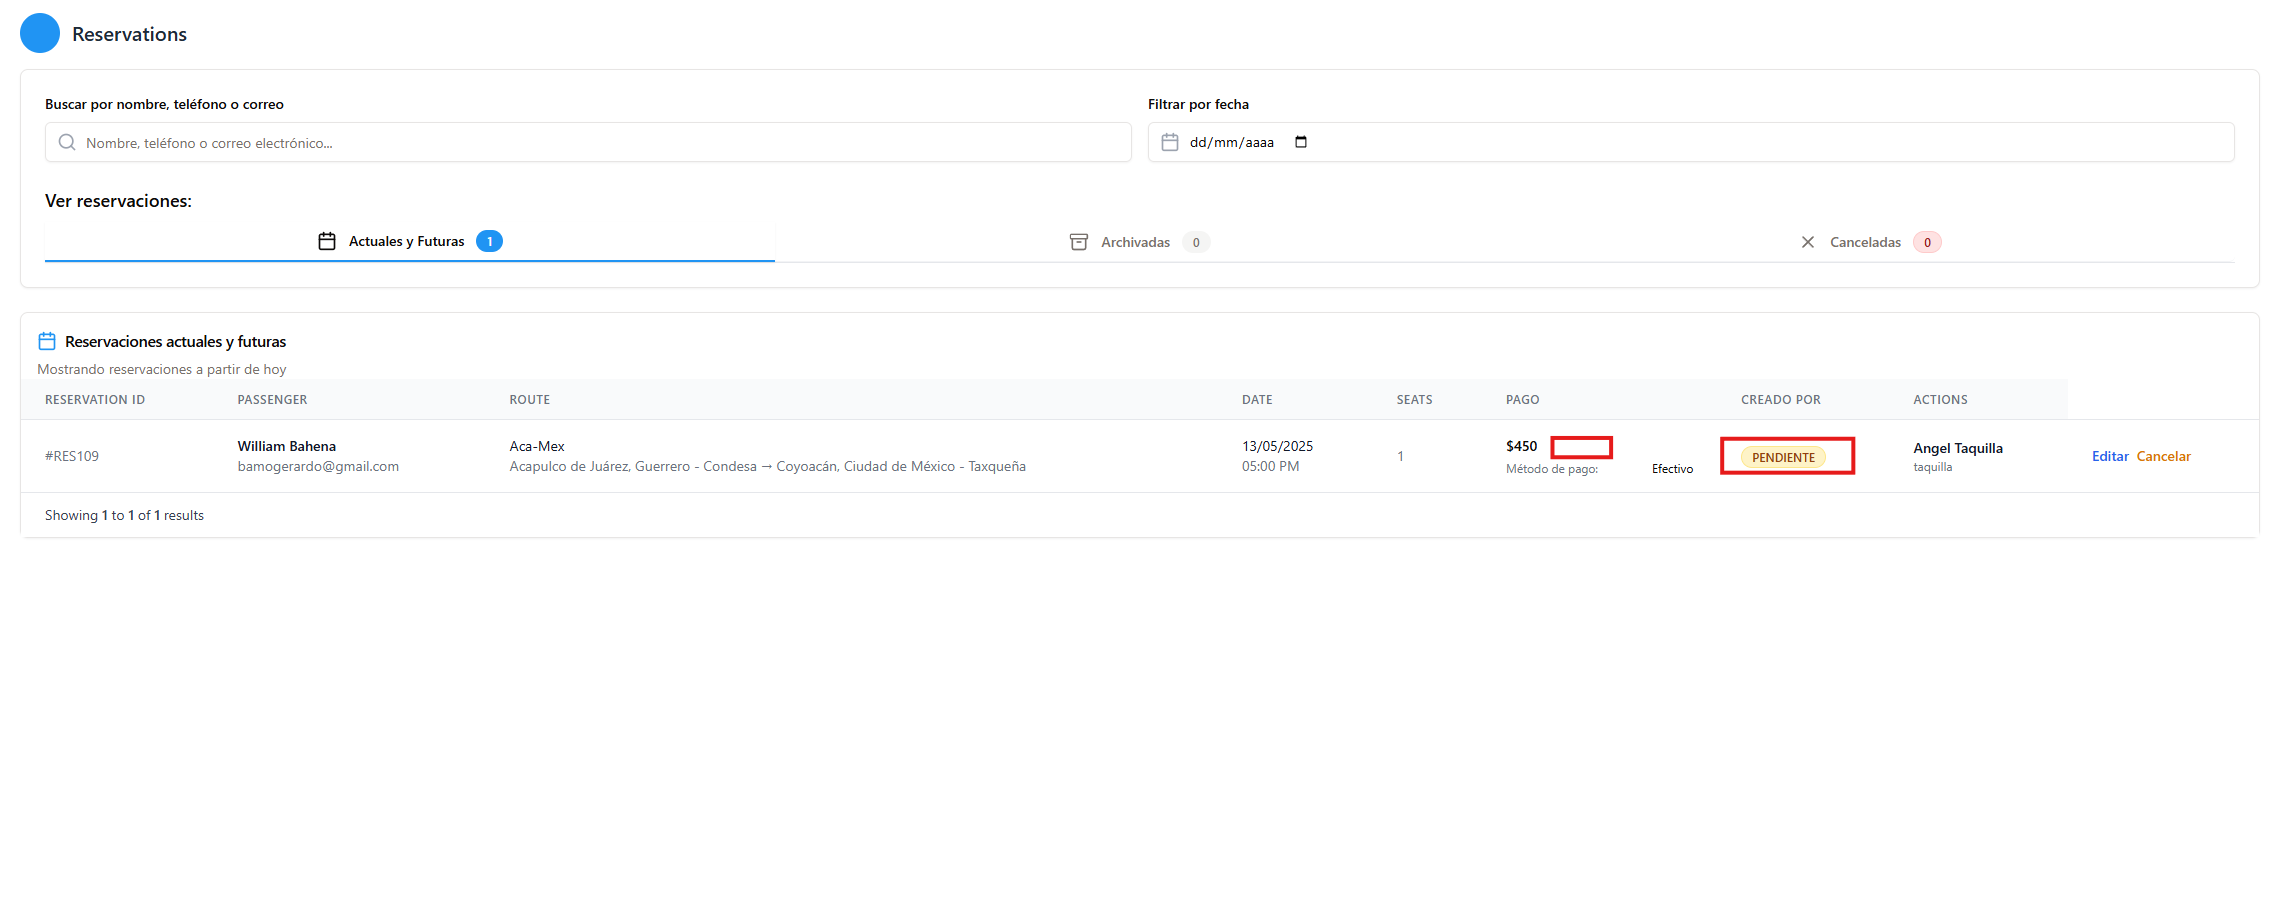 Reservations
Buscar por nombre, teléfono o correo
Nombre, teléfono o correo electrónico...
Filtrar por fecha
dd/mm/aaaa
Ver reservaciones:
Actuales y Futuras 1
Archivadas 0
Canceladas 0
Reservaciones actuales y futuras
Mostrando reservaciones a partir de hoy
RESERVATION ID PASSENGER ROUTE DATE SEATS PAGO CREADO POR ACTIONS
#RES109
William Bahena
bamogerardo@gmail.com
Aca-Mex
Acapulco de Juárez, Guerrero - Condesa → Coyoacán, Ciudad de México - Taxqueña
13/05/2025
05:00 PM
1
$450
Método de pago: Efectivo
PENDIENTE
Angel Taquilla
taquilla
Editar Cancelar
Showing 1 to 1 of 1 results